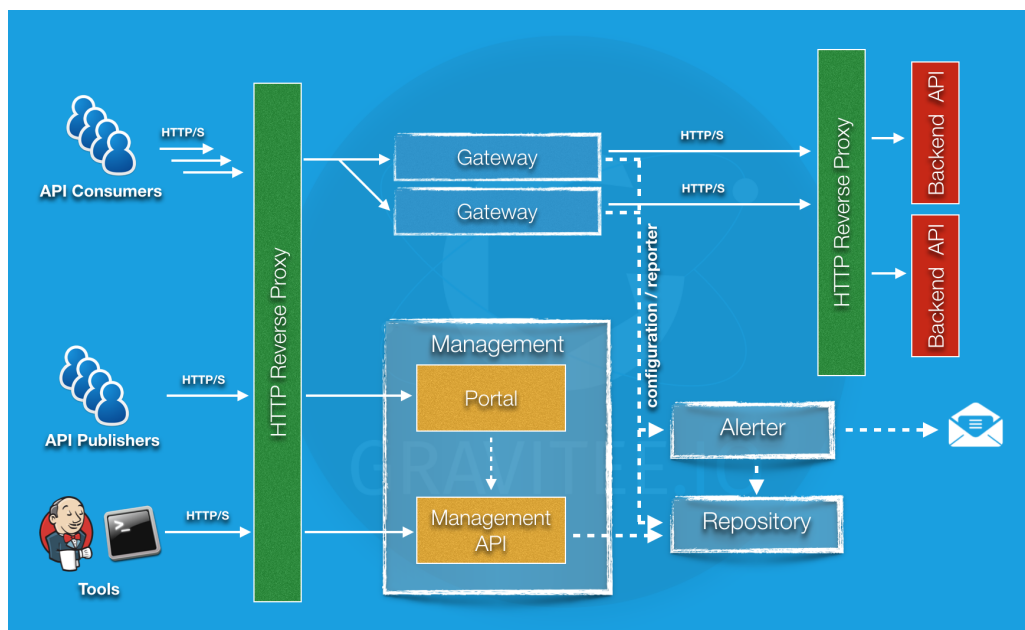 HTTP/S
API Consumers
HTTP Reverse Proxy
Gateway
Gateway
HTTP/S
HTTP/S
configuration / reporter
HTTP Reverse Proxy
Backend API
Backend API
API Publishers
HTTP/S
Management
Portal
Management
API
GRAVITEE.IO
Alerter
Repository
HTTP/S
>_
Tools